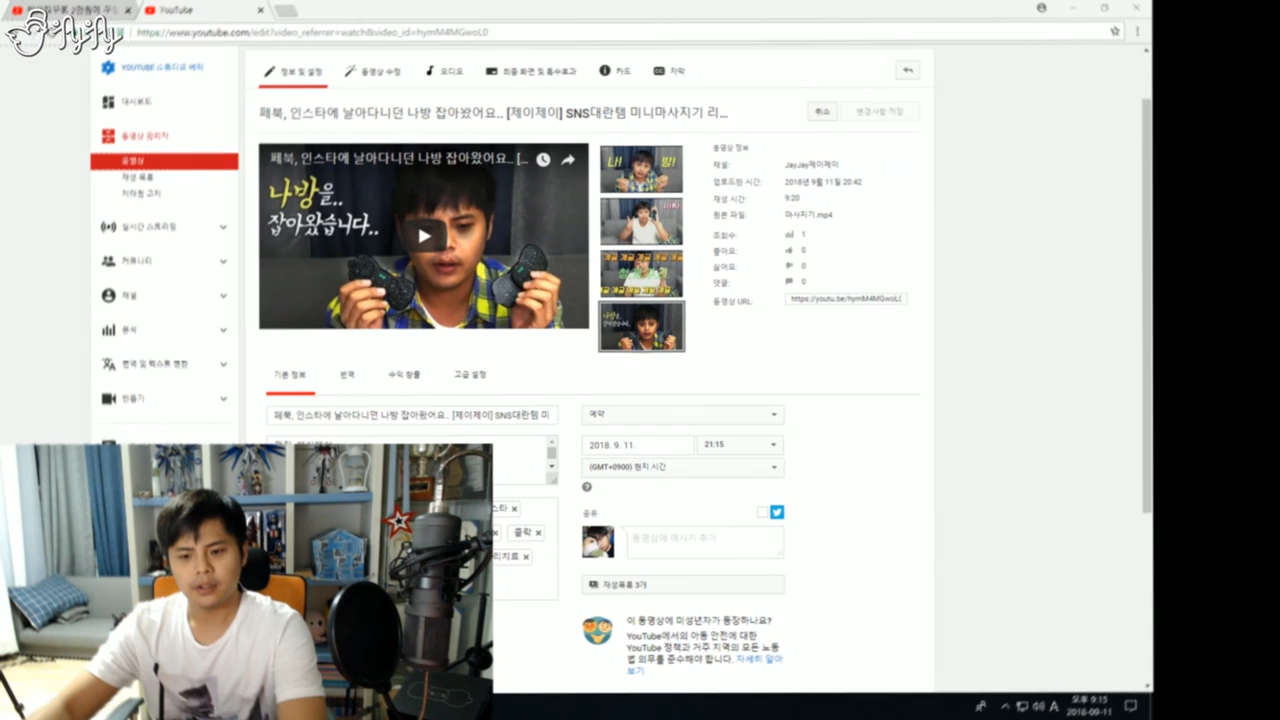 YouTube
ifyify
https://www.youtube.com/edit?video_referrer=watch&video_id=hymM4MGwoL0
YOUTUBE 스튜디오 베타
대시보드
동영상 관리자
동영상
재생 목록
저작권 고지
실시간 스트리밍
커뮤니티
채널
분석
번역 및 텍스트 변환
만들기
정보 및 설정
동영상 수정
오디오
최종 화면 및 특수효과
카드
자막
페북, 인스타에 날아다니던 나방 잡아왔어요.. [제이제이] SNS대란템 미니마사지기 리...
취소
변경사항 저장
페북, 인스타에 날아다니던 나방 잡아왔어요.. [...
나방을..
잡아왔습니다..
나! 방!
동영상 정보
채널: JayJay제이제이
업로드한 시간: 2018년 9월 11일 20:42
재생 시간: 9:20
원본 파일: 마사지기.mp4
조회수: 1
좋아요: 0
싫어요: 0
댓글: 0
동영상 URL: https://youtu.be/hymM4MGwoL(
기본 정보
번역
수익 창출
고급 설정
페북, 인스타에 날아다니던 나방 잡아왔어요.. [제이제이] SNS대란템 미
예약
2018. 9. 11.
21:15
(GMT+0900) 현지 시간
스타 ×
클락 ×
리치료 ×
공유
동영상에 메시지 추가
재생목록 3개
이 동영상에 미성년자가 등장하나요?
YouTube에서의 아동 안전에 대한
YouTube 정책과 거주 지역의 모든 노동
법 의무를 준수해야 합니다. 자세히 알아
보기
A
오후 9:15
2018-09-11